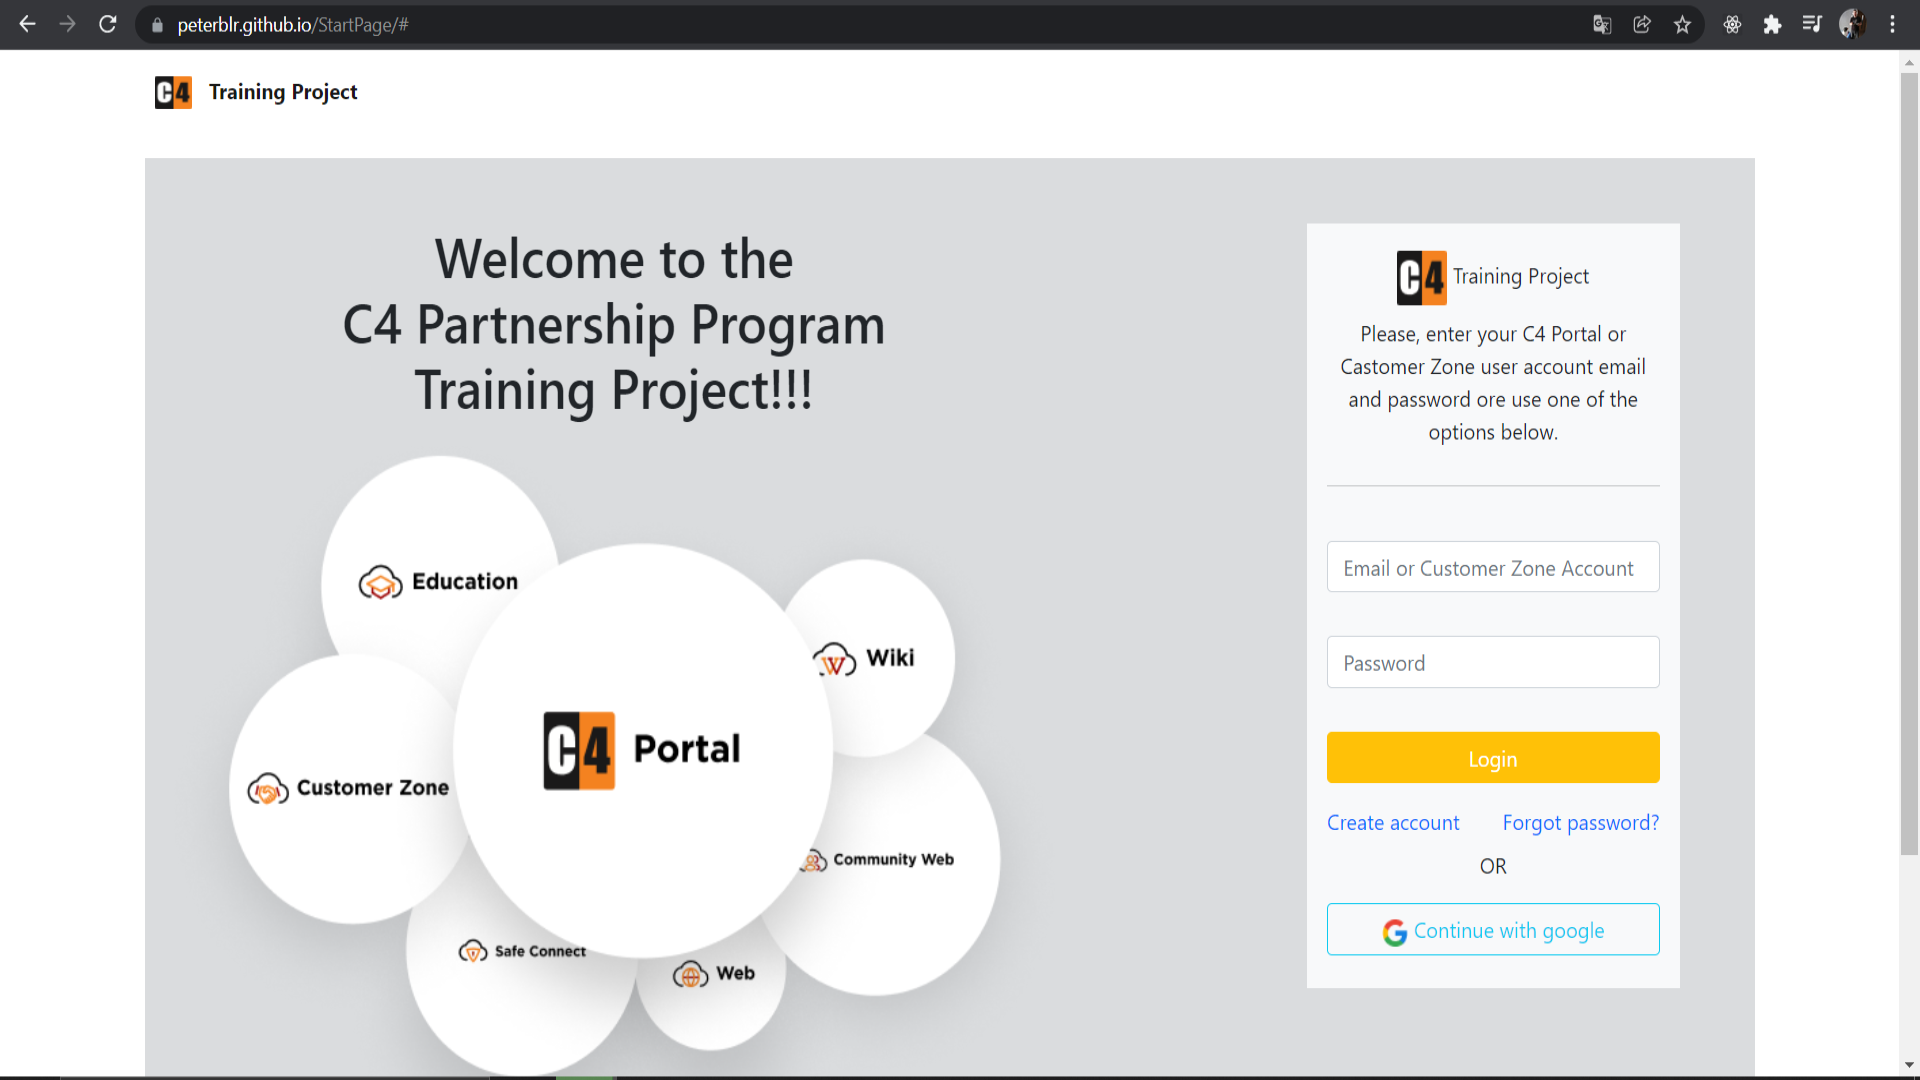 peterblr.github.io/StartPage/#
C4 Training Project
Welcome to the
C4 Partnership Program
Training Project!!!
Education
Wiki
C4 Portal
Customer Zone
Community Web
Safe Connect
Web
C4 Training Project
Please, enter your C4 Portal or
Castomer Zone user account email
and password ore use one of the
options below.
Email or Customer Zone Account
Password
Login
Create account Forgot password?
OR
Continue with google